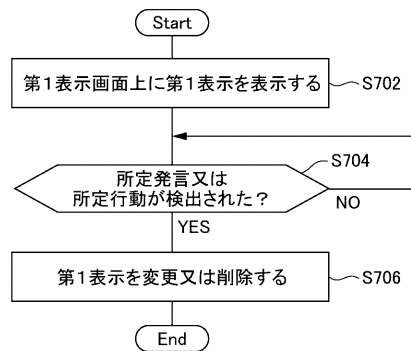 Start
第1表示画面上に第1表示を表示する
S702
S704
所定発言又は
所定行動が検出された？
NO
YES
第1表示を変更又は削除する
S706
End